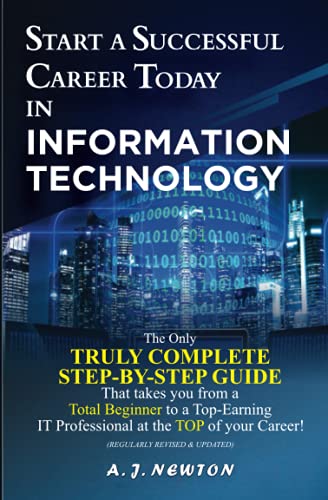 START A SUCCESSFUL
CAREER TODAY
IN
INFORMATION
TECHNOLOGY
The Only
TRULY COMPLETE
STEP-BY-STEP GUIDE
That takes you from a
Total Beginner to a Top-Earning
IT Professional at the TOP of your Career!
(REGULARLY REVISED & UPDATED)
A. J. NEWTON